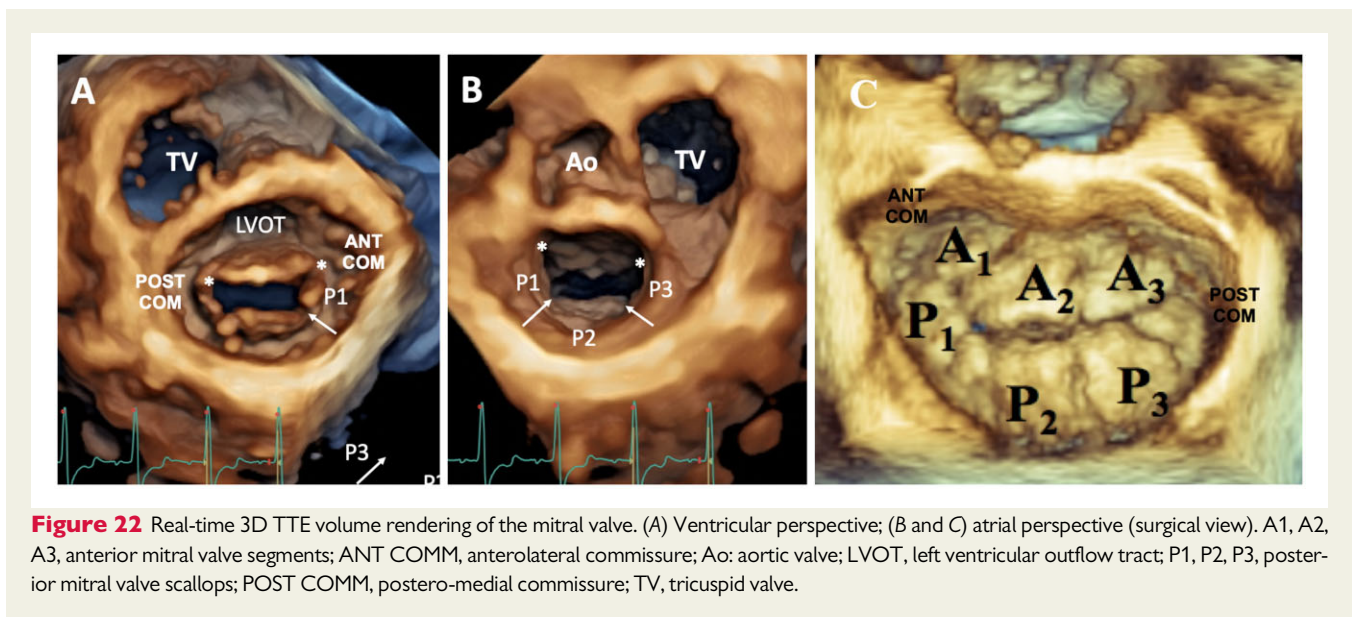 A
TV
LVOT
ANT
COM
*
*
POST
COM
P1
P3
B
Ao
TV
*
*
P1
P3
P2
C
ANT
COM
A1
A2
A3
POST
COM
P1
P2
P3
Figure 22 Real-time 3D TTE volume rendering of the mitral valve. (A) Ventricular perspective; (B and C) atrial perspective (surgical view). A1, A2,
A3, anterior mitral valve segments; ANT COMM, anterolateral commissure; Ao: aortic valve; LVOT, left ventricular outflow tract; P1, P2, P3, poster-
ior mitral valve scallops; POST COMM, postero-medial commissure; TV, tricuspid valve.